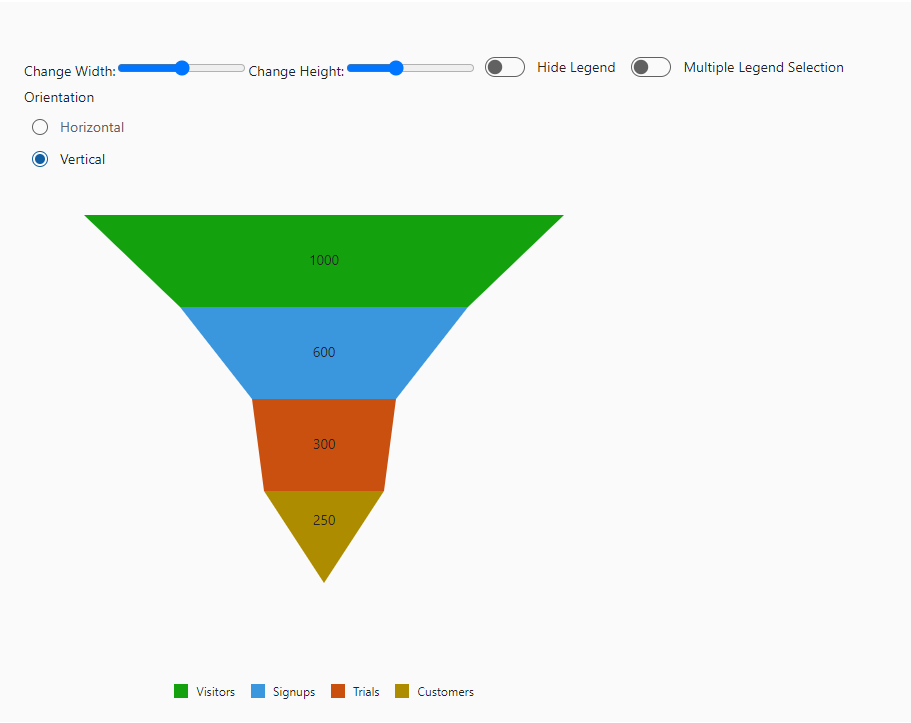 Change Width: Change Height: Hide Legend Multiple Legend Selection
Orientation
Horizontal
Vertical
1000
600
300
250
Visitors Signups Trials Customers